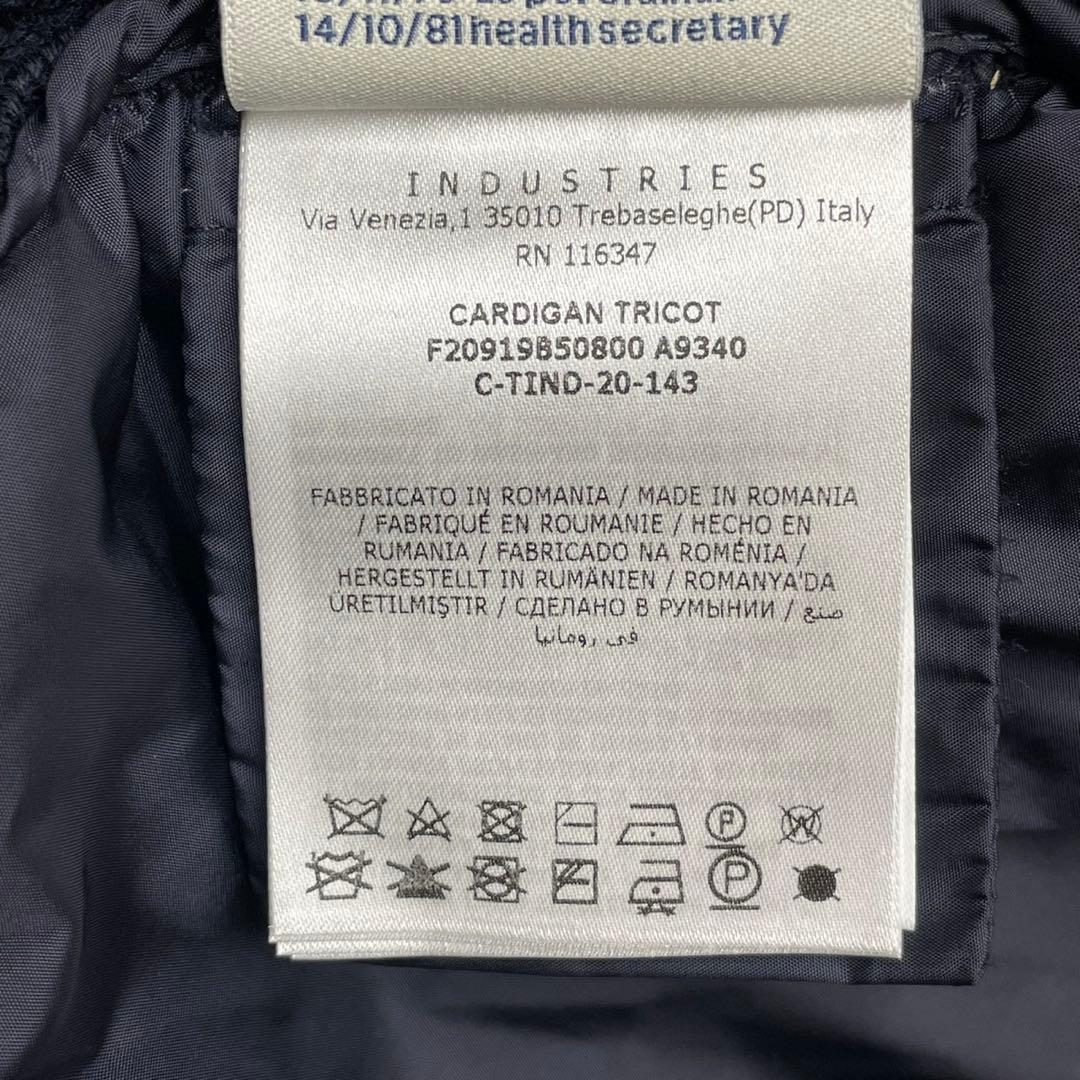 14/10/81 health secretary
INDUSTRIES
Via Venezia,1 35010 Trebaseleghe(PD) Italy
RN 116347
CARDIGAN TRICOT
F20919B50800 A9340
C-TIND-20-143
FABBRICATO IN ROMANIA / MADE IN ROMANIA
/ FABRIQUÉ EN ROUMANIE / HECHO EN
RUMANIA / FABRICADO NA ROMÉNIA /
HERGESTELLT IN RUMÄNIEN / ROMANYA'DA
ÜRETILMIŞTIR / СДЕЛАНО В РУМЫНИИ / صنع
في رومانيا
P W
P